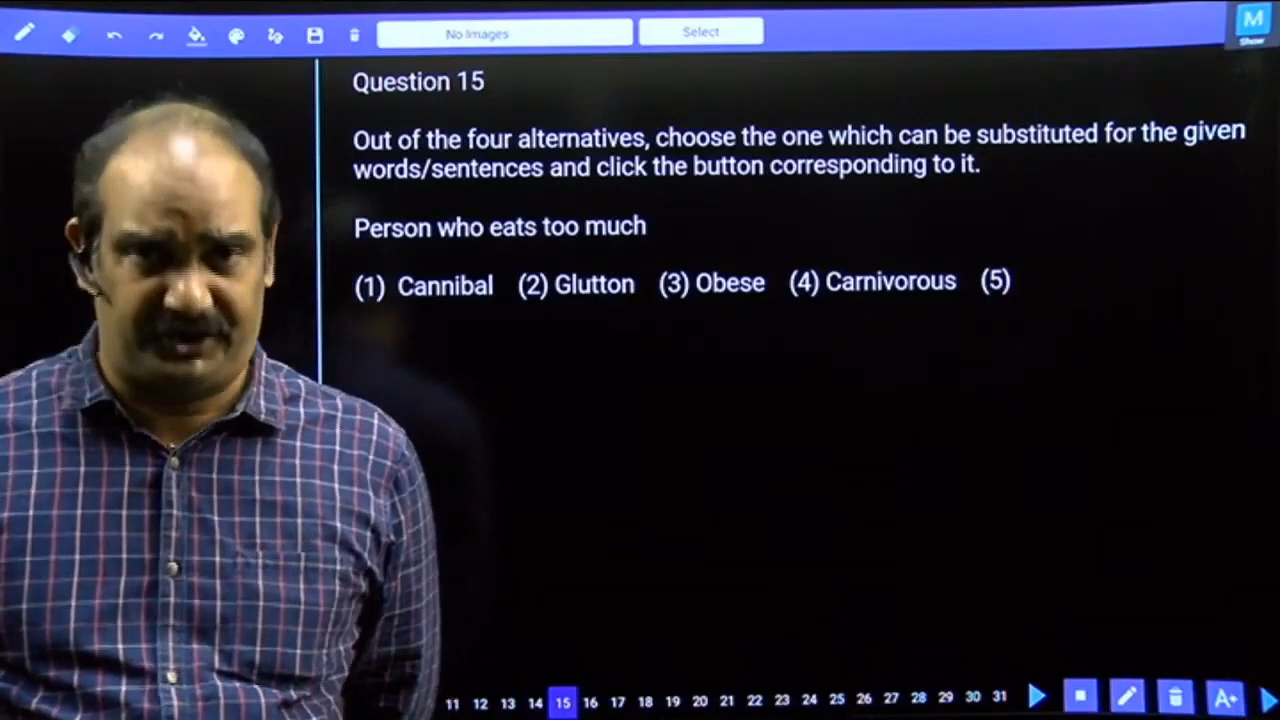 No Images
Select
M
Show
Question 15
Out of the four alternatives, choose the one which can be substituted for the given
words/sentences and click the button corresponding to it.
Person who eats too much
(1) Cannibal (2) Glutton (3) Obese (4) Carnivorous (5)
11 12 13 14 15 16 17 18 19 20 21 22 23 24 25 26 27 28 29 30 31
A+